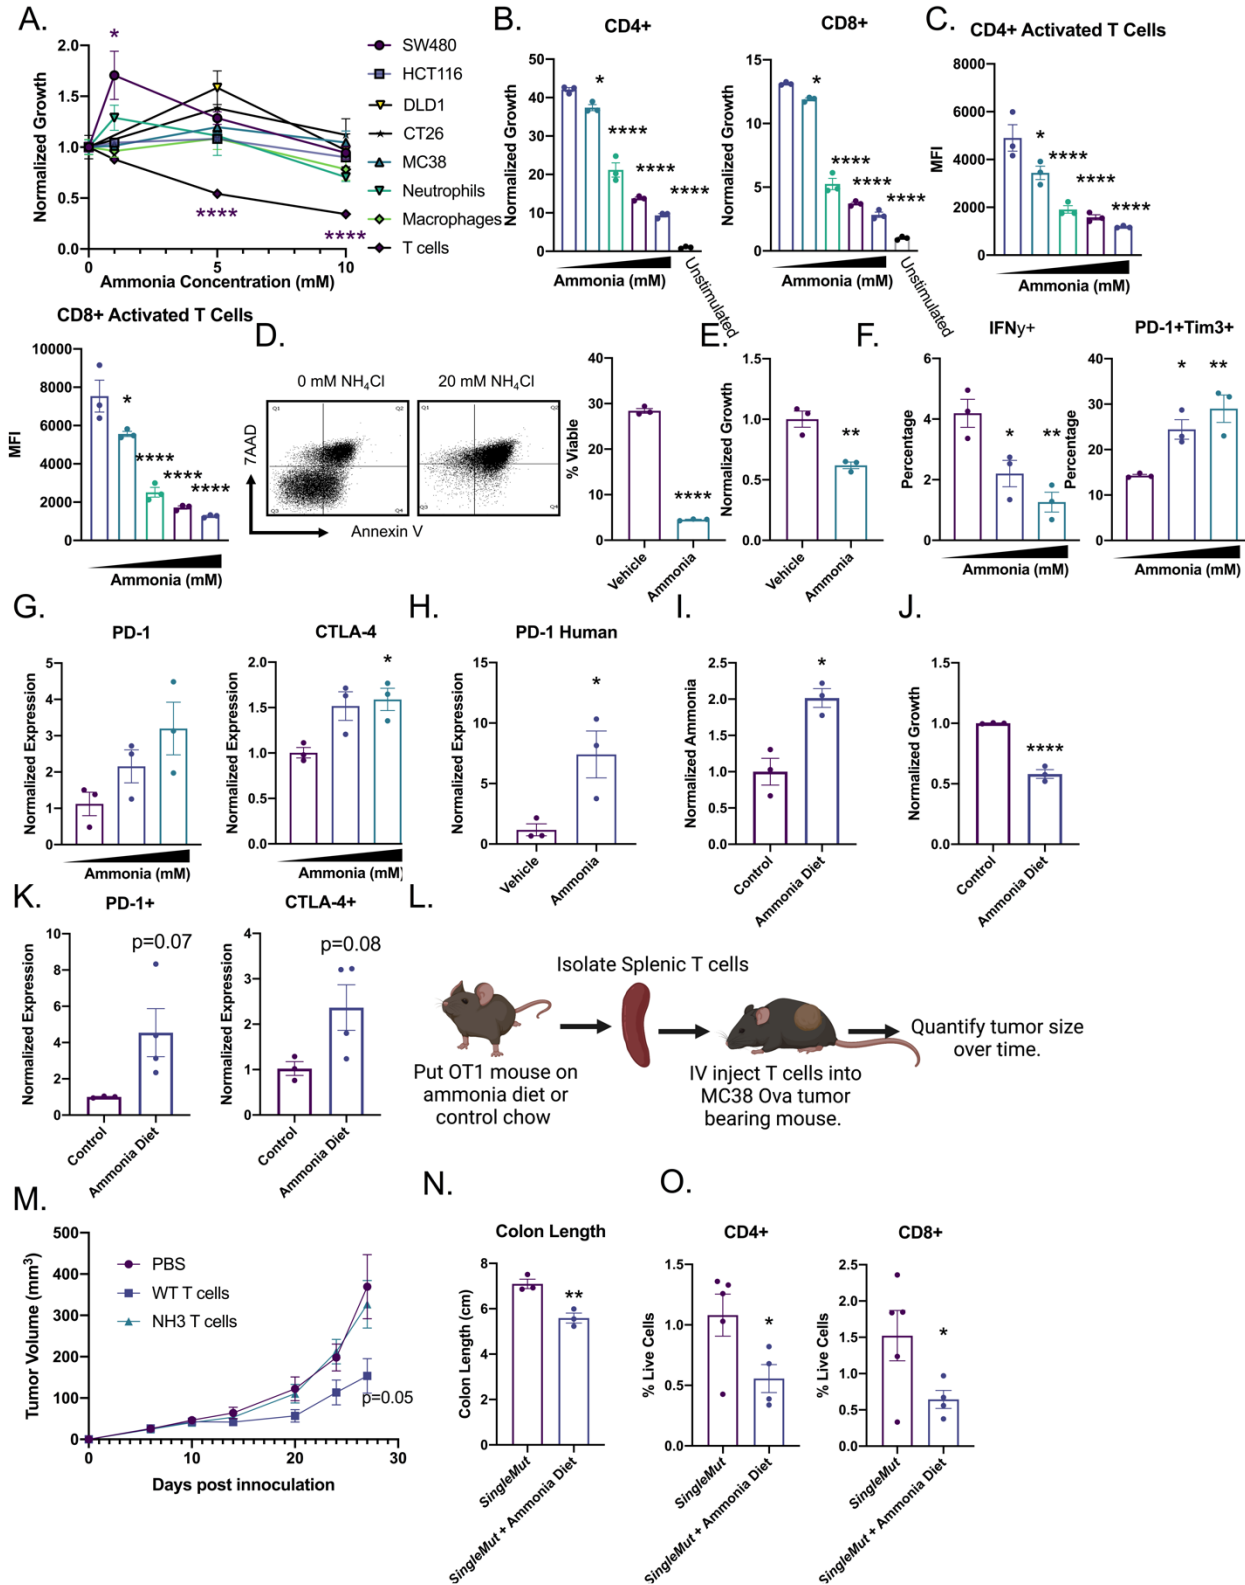 A.
Normalized Growth
2.0
1.5
1.0
0.5
0.0
0
5
10
Ammonia Concentration (mM)
*
****
****
SW480
HCT116
DLD1
CT26
MC38
Neutrophils
Macrophages
T cells
B.
CD4+
Normalized Growth
50
40
30
20
10
0
*
****
****
****
Ammonia (mM)
Unstimulated
CD8+
Normalized Growth
15
10
5
0
*
****
****
****
Ammonia (mM)
Unstimulated
C.
CD4+ Activated T Cells
MFI
8000
6000
4000
2000
0
*
****
****
****
Ammonia (mM)
CD8+ Activated T Cells
MFI
10000
8000
6000
4000
2000
0
*
****
****
****
Ammonia (mM)
D.
0 mM NH₄Cl
20 mM NH₄Cl
Q1
Q2
Q3
Q4
Q1
Q2
Q3
Q4
7AAD
Annexin V
% Viable
40
30
20
10
0
****
Vehicle
Ammonia
E.
Normalized Growth
1.5
1.0
0.5
0.0
**
Vehicle
Ammonia
F.
IFNγ+
Percentage
6
4
2
0
*
**
Ammonia (mM)
PD-1+Tim3+
Percentage
40
30
20
10
0
*
**
Ammonia (mM)
G.
PD-1
Normalized Expression
5
4
3
2
1
0
Ammonia (mM)
CTLA-4
Normalized Expression
2.0
1.5
1.0
0.5
0.0
*
Ammonia (mM)
H.
PD-1 Human
Normalized Expression
15
10
5
0
*
Vehicle
Ammonia
I.
Normalized Ammonia
2.5
2.0
1.5
1.0
0.5
0.0
*
Control
Ammonia Diet
J.
Normalized Growth
1.5
1.0
0.5
0.0
****
Control
Ammonia Diet
K.
PD-1+
Normalized Expression
10
8
6
4
2
0
p=0.07
Control
Ammonia Diet
CTLA-4+
Normalized Expression
4
3
2
1
0
p=0.08
Control
Ammonia Diet
L.
Isolate Splenic T cells
Put OT1 mouse on
ammonia diet or
control chow
IV inject T cells into
MC38 Ova tumor
bearing mouse.
Quantify tumor size
over time.
M.
Tumor Volume (mm³)
500
400
300
200
100
0
0
10
20
30
Days post innoculation
PBS
WT T cells
NH3 T cells
p=0.05
N.
Colon Length
Colon Length (cm)
8
6
4
2
0
**
SingleMut
SingleMut + Ammonia Diet
O.
CD4+
% Live Cells
1.5
1.0
0.5
0.0
*
SingleMut
SingleMut + Ammonia Diet
CD8+
% Live Cells
2.5
2.0
1.5
1.0
0.5
0.0
*
SingleMut
SingleMut + Ammonia Diet